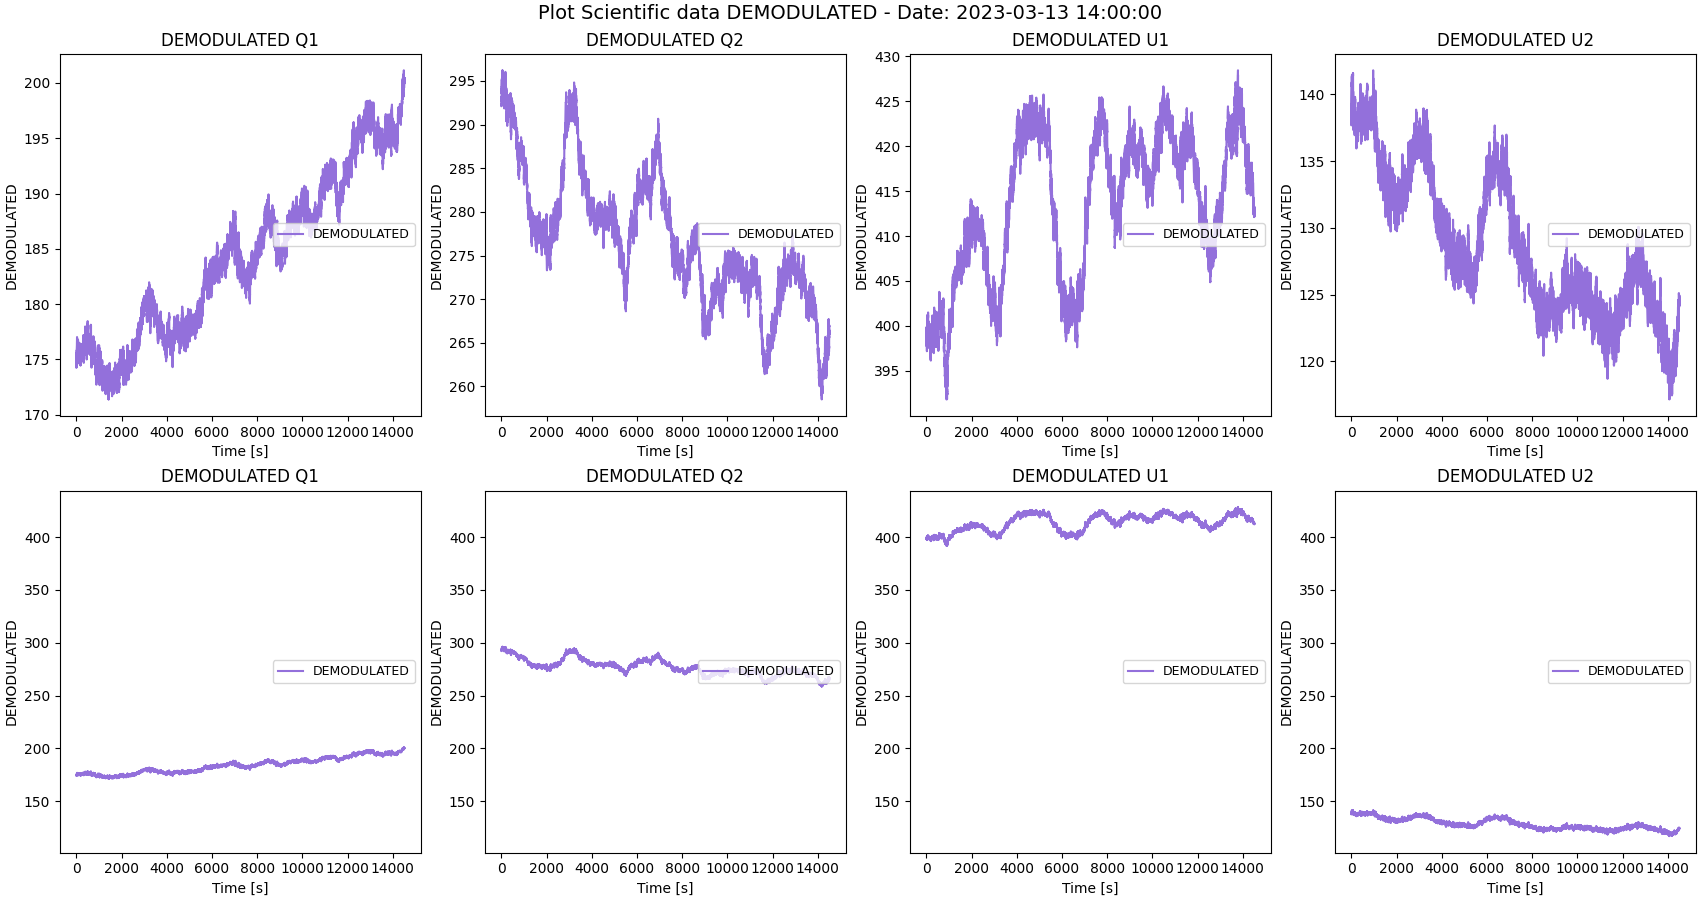 Plot Scientific data DEMODULATED - Date: 2023-03-13 14:00:00
DEMODULATED Q1
DEMODULATED
200
195
190
185
180
175
170
DEMODULATED
0 2000 4000 6000 8000 10000 12000 14000
Time [s]
DEMODULATED Q2
DEMODULATED
295
290
285
280
275
270
265
260
DEMODULATED
0 2000 4000 6000 8000 10000 12000 14000
Time [s]
DEMODULATED U1
DEMODULATED
430
425
420
415
410
405
400
395
DEMODULATED
0 2000 4000 6000 8000 10000 12000 14000
Time [s]
DEMODULATED U2
DEMODULATED
140
135
130
125
120
DEMODULATED
0 2000 4000 6000 8000 10000 12000 14000
Time [s]
DEMODULATED Q1
DEMODULATED
400
350
300
250
200
150
DEMODULATED
0 2000 4000 6000 8000 10000 12000 14000
Time [s]
DEMODULATED Q2
DEMODULATED
400
350
300
250
200
150
DEMODULATED
0 2000 4000 6000 8000 10000 12000 14000
Time [s]
DEMODULATED U1
DEMODULATED
400
350
300
250
200
150
DEMODULATED
0 2000 4000 6000 8000 10000 12000 14000
Time [s]
DEMODULATED U2
DEMODULATED
400
350
300
250
200
150
DEMODULATED
0 2000 4000 6000 8000 10000 12000 14000
Time [s]